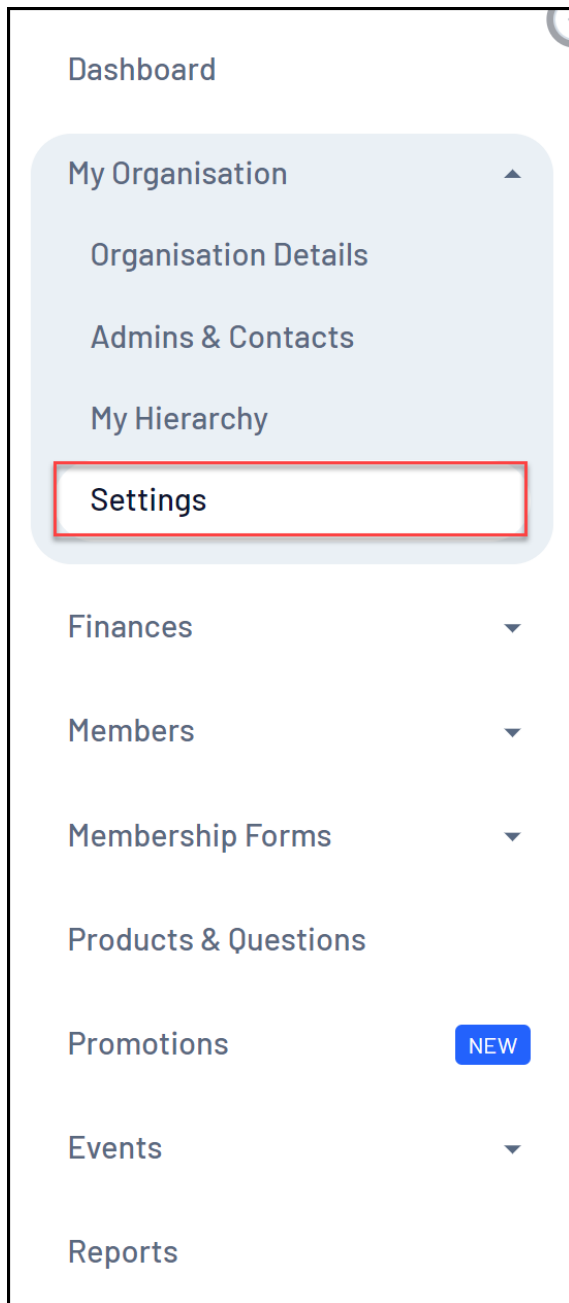 Dashboard
My Organisation
Organisation Details
Admins & Contacts
My Hierarchy
Settings
Finances
Members
Membership Forms
Products & Questions
Promotions NEW
Events
Reports